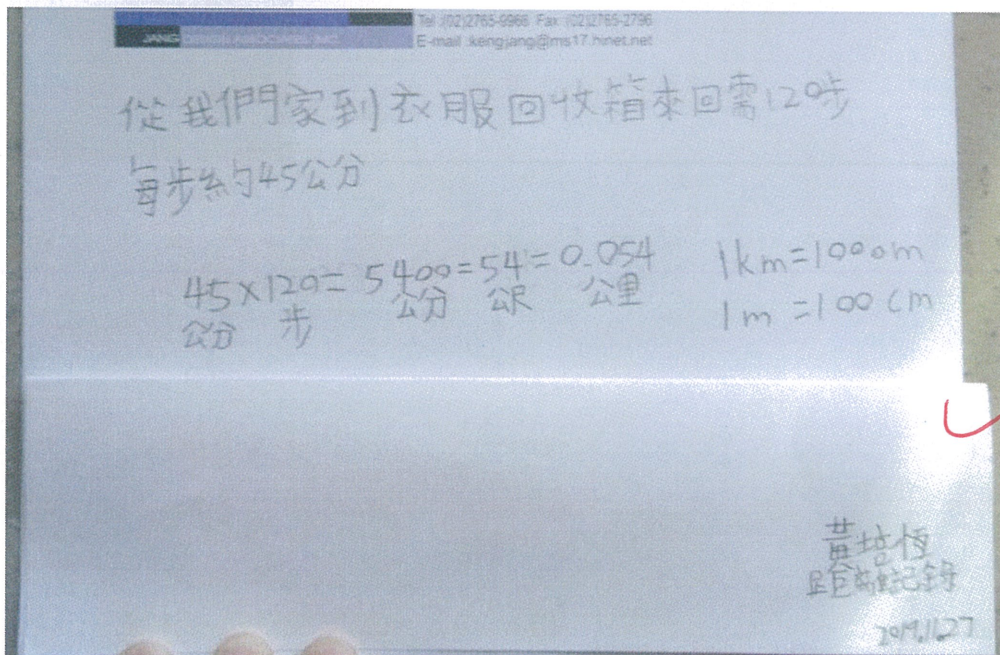 Tel :(02)2765-9966 Fax :(02)2765-2796
E-mail :kengjang@ms17.hinet.net
從我們家到衣服回收箱來回需120步
每步約45公分
45×120=5400=54=0.054
公分 步 公分 公尺 公里
1km=1000m
1m=100cm
黃培恆
距離記錄
2019.11.27